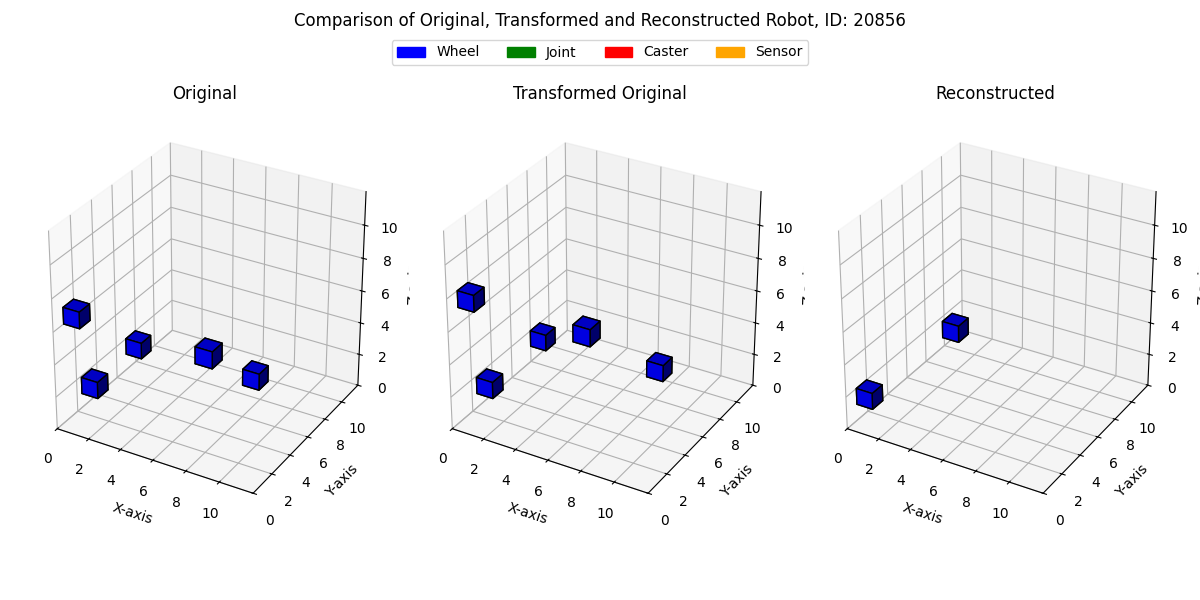 Comparison of Original, Transformed and Reconstructed Robot, ID: 20856
Wheel Joint Caster Sensor
Original
Transformed Original
Reconstructed
0 2 4 6 8 10
X-axis
0 2 4 6 8 10
Y-axis
0 2 4 6 8 10
0 2 4 6 8 10
X-axis
0 2 4 6 8 10
Y-axis
0 2 4 6 8 10
0 2 4 6 8 10
X-axis
0 2 4 6 8 10
Y-axis
0 2 4 6 8 10